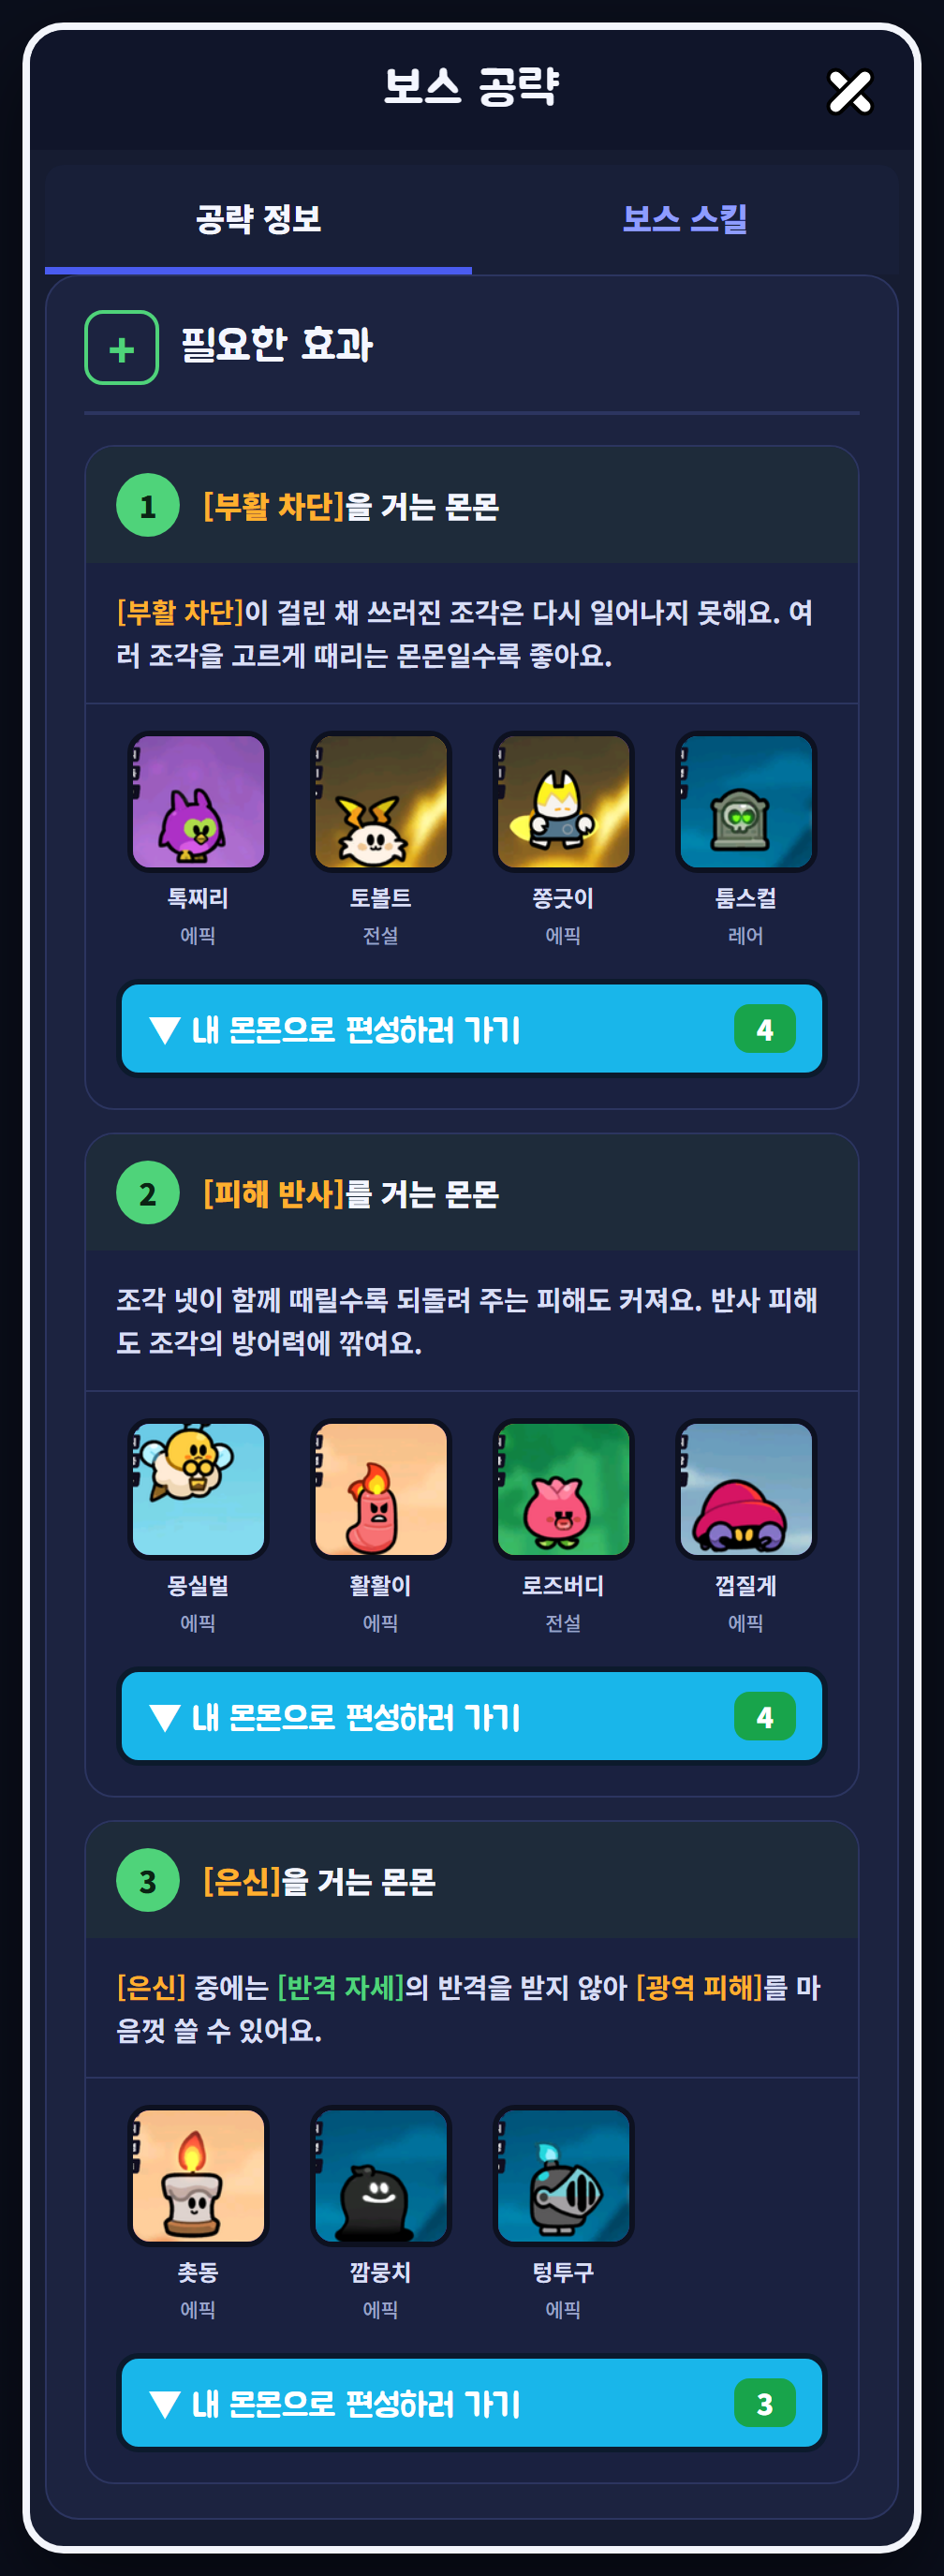 보스 공략
공략 정보
보스 스킬
+ 필요한 효과
1 [부활 차단]을 거는 몬몬
[부활 차단]이 걸린 채 쓰러진 조각은 다시 일어나지 못해요. 여
러 조각을 고르게 때리는 몬몬일수록 좋아요.
톡찌리 토볼트 쫑긋이 툼스컬
에픽 전설 에픽 레어
▼ 내 몬몬으로 편성하러 가기 4
2 [피해 반사]를 거는 몬몬
조각 넷이 함께 때릴수록 되돌려 주는 피해도 커져요. 반사 피해
도 조각의 방어력에 깎여요.
몽실벌 활활이 로즈버디 껍질게
에픽 에픽 전설 에픽
▼ 내 몬몬으로 편성하러 가기 4
3 [은신]을 거는 몬몬
[은신] 중에는 [반격 자세]의 반격을 받지 않아 [광역 피해]를 마
음껏 쓸 수 있어요.
촛동 깜뭉치 텅투구
에픽 에픽 에픽
▼ 내 몬몬으로 편성하러 가기 3